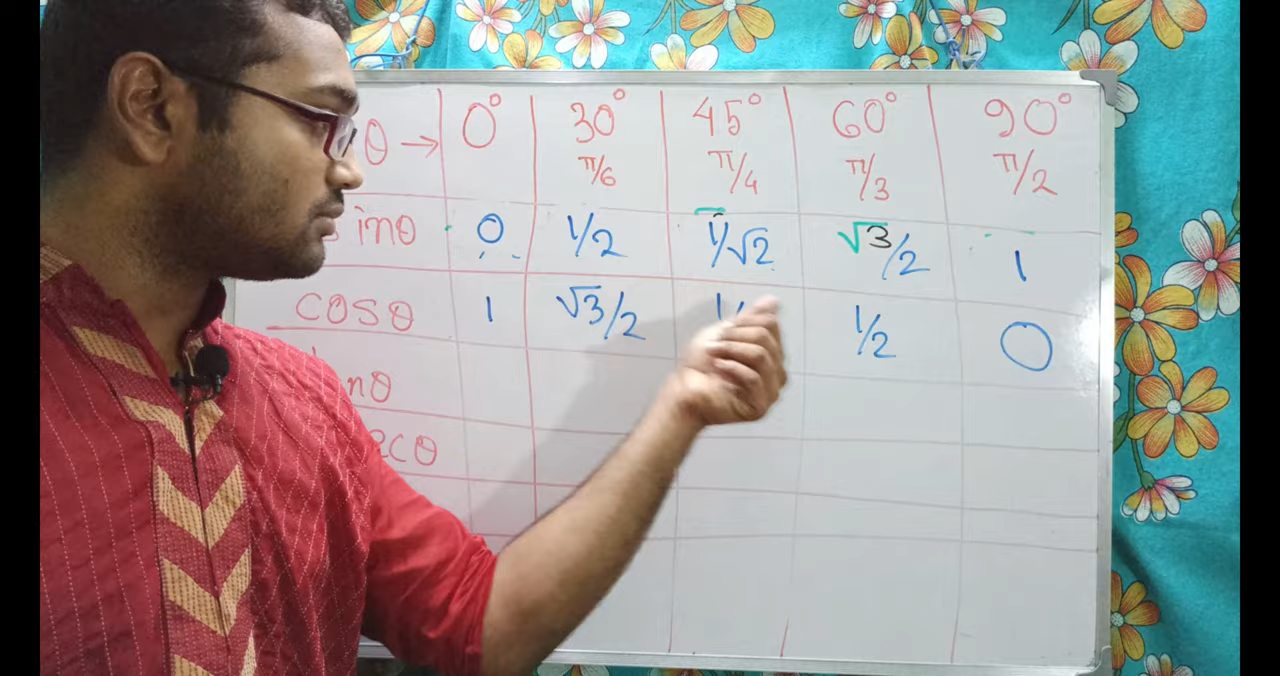 θ → 0° 30° 45° 60° 90°
π/6 π/4 π/3 π/2
inθ 0 1/2 1/√2 √3/2 1
cosθ 1 √3/2 1/ 1/2 0
nθ
ecθ